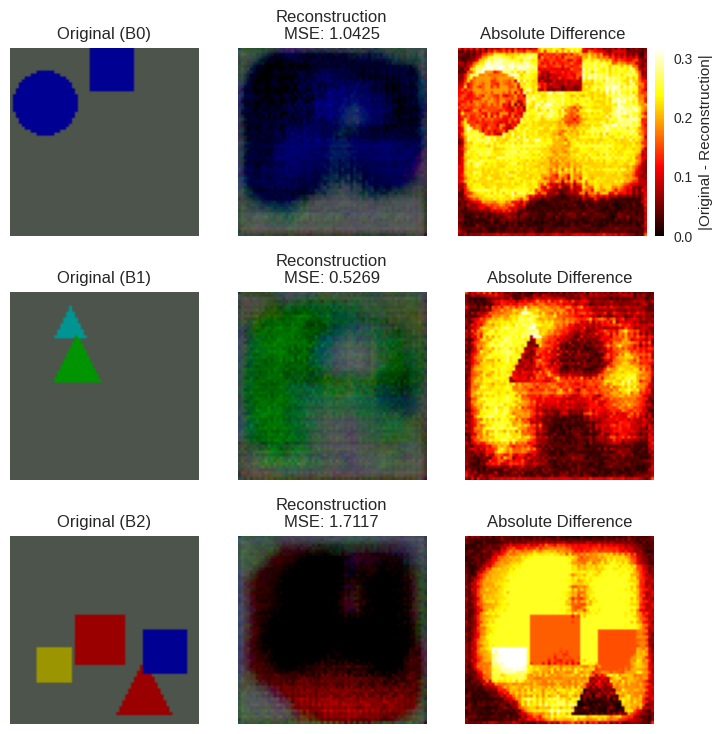 Original (B0)
Reconstruction
MSE: 1.0425
Absolute Difference
0.3
0.2
0.1
0.0
|Original - Reconstruction|
Original (B1)
Reconstruction
MSE: 0.5269
Absolute Difference
Original (B2)
Reconstruction
MSE: 1.7117
Absolute Difference